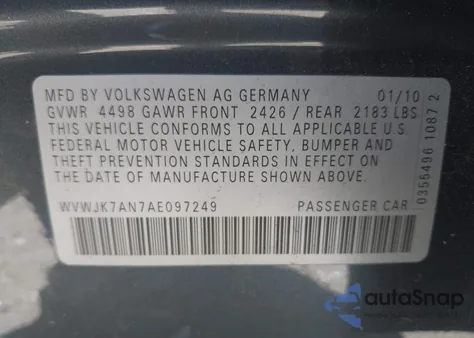 MFD BY VOLKSWAGEN AG GERMANY 01/10
GVWR 4498 GAWR FRONT 2426 / REAR 2183 LBS
THIS VEHICLE CONFORMS TO ALL APPLICABLE U.S.
FEDERAL MOTOR VEHICLE SAFETY, BUMPER AND
THEFT PREVENTION STANDARDS IN EFFECT ON
THE DATE OF MANUFACTURE SHOWN ABOVE.
WVWJK7AN7AE097249 PASSENGER CAR
0355496 1087 2
autoSnap